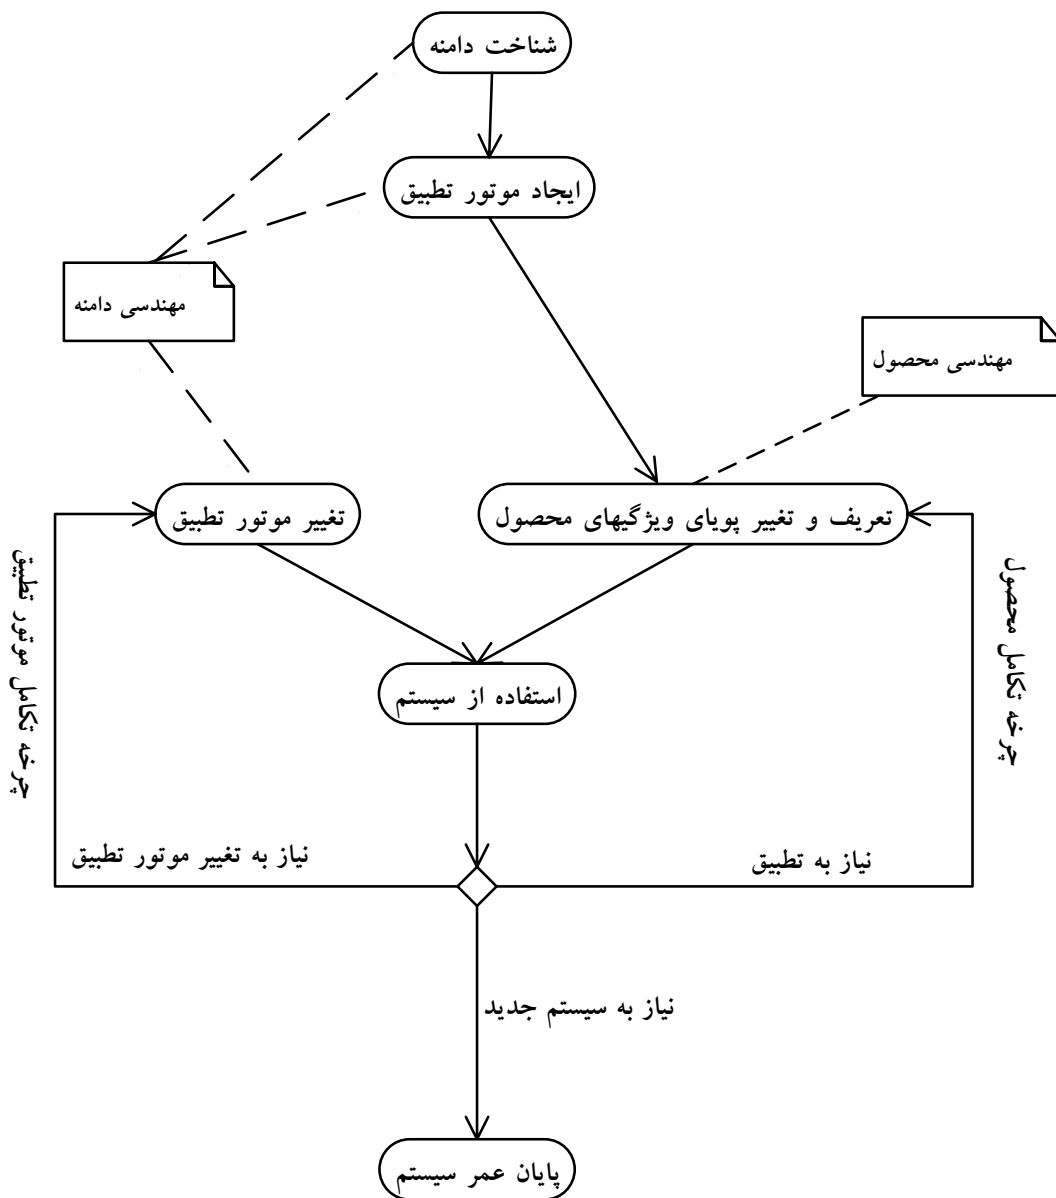 شناخت دامنه
ایجاد موتور تطبیق
مهندسی دامنه
مهندسی محصول
تعریف و تغییر پویای ویژگیهای محصول
تغییر موتور تطبیق
چرخه تکامل محصول
چرخه تکامل موتور تطبیق
استفاده از سیستم
نیاز به تطبیق
نیاز به تغییر موتور تطبیق
نیاز به سیستم جدید
پایان عمر سیستم